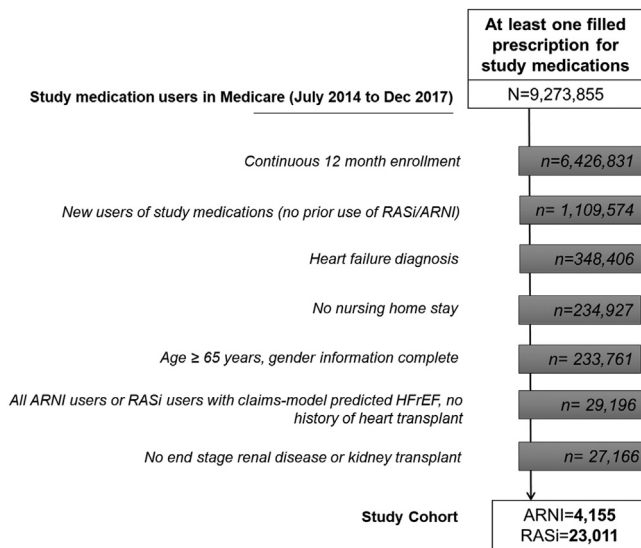 At least one filled
prescription for
study medications
Study medication users in Medicare (July 2014 to Dec 2017)
N=9,273,855
Continuous 12 month enrollment
n=6,426,831
New users of study medications (no prior use of RASi/ARNI)
n= 1,109,574
Heart failure diagnosis
n=348,406
No nursing home stay
n=234,927
Age ≥ 65 years, gender information complete
n=233,761
All ARNI users or RASi users with claims-model predicted HFrEF, no
history of heart transplant
n= 29,196
No end stage renal disease or kidney transplant
n= 27,166
Study Cohort
ARNI=4,155
RASi=23,011